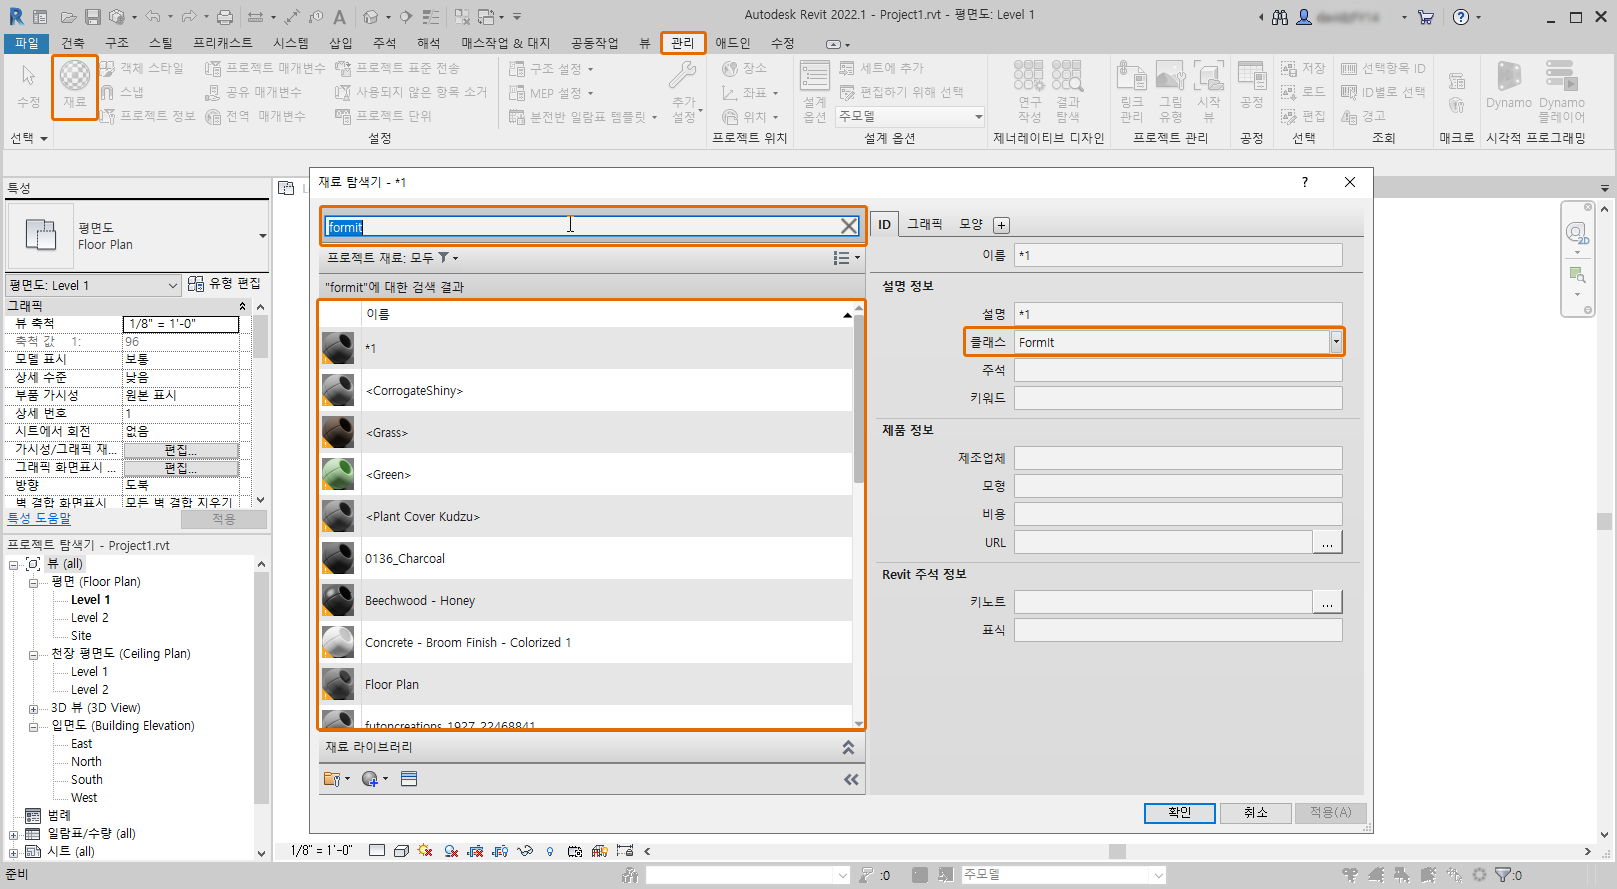 Autodesk Revit 2022.1 - Project1.rvt - 평면도: Level 1
파일 건축 구조 스틸 프리캐스트 시스템 삽입 주석 해석 매스작업 & 대지 공동작업 뷰 관리 애드인 수정
수정 재료 객체 스타일 프로젝트 매개변수 프로젝트 표준 전송 구조 설정 추가 설정 장소 설계 옵션 세트에 추가 연구 작성 결과 탐색 링크 관리 그림 유형 시작 뷰 공정 저장 선택항목 ID Dynamo Dynamo 플레이어
스냅 공유 매개변수 사용되지 않은 항목 소거 MEP 설정 좌표 편집하기 위해 선택 로드 ID별로 선택
프로젝트 정보 전역 매개변수 프로젝트 단위 분전반 일람표 템플릿 위치 주모델 편집 경고
선택 설정 프로젝트 위치 설계 옵션 제너레이티브 디자인 프로젝트 관리 공정 선택 조회 매크로 시각적 프로그래밍
특성
평면도
Floor Plan
평면도: Level 1 유형 편집
그래픽
뷰 축척 1/8" = 1'-0"
축척 값 1: 96
모델 표시 보통
상세 수준 낮음
부품 가시성 원본 표시
상세 번호 1
시트에서 회전 없음
가시성/그래픽 재... 편집...
그래픽 화면표시 ... 편집...
방향 도북
벽 결합 화면표시 모든 벽 결합 지우기
특성 도움말 적용
프로젝트 탐색기 - Project1.rvt
뷰 (all)
평면 (Floor Plan)
Level 1
Level 2
Site
천장 평면도 (Ceiling Plan)
Level 1
Level 2
3D 뷰 (3D View)
입면도 (Building Elevation)
East
North
South
West
범례
일람표/수량 (all)
시트 (all)
재료 탐색기 - *1 ?
formit
프로젝트 재료: 모두
"formit"에 대한 검색 결과
이름
*1
<CorrogateShiny>
<Grass>
<Green>
<Plant Cover Kudzu>
0136_Charcoal
Beechwood - Honey
Concrete - Broom Finish - Colorized 1
Floor Plan
futoncreations_1927_22468841
재료 라이브러리
ID 그래픽 모양
이름 *1
설명 정보
설명 *1
클래스 FormIt
주석
키워드
제품 정보
제조업체
모형
비용
URL ...
Revit 주석 정보
키노트 ...
표식
확인 취소 적용(A)
2D
1/8" = 1'-0"
준비 :0 주모델 :0